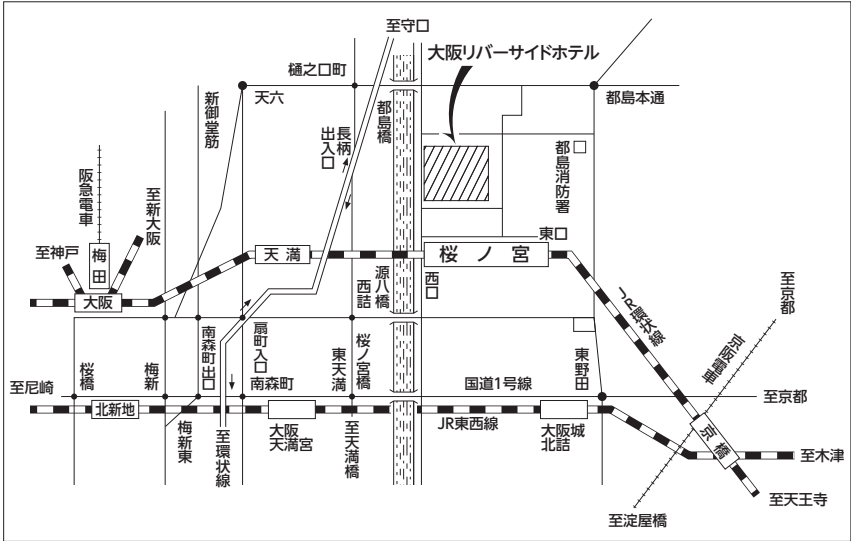 至守口
大阪リバーサイドホテル
樋之口町
天六
都島本通
新御堂筋
都島橋
長柄
出入口
都島消防署
阪急電車
至新大阪
至神戸
梅田
大阪
天満
桜ノ宮
東口
西口
源八橋
西詰
JR環状線
至京都
京阪電車
桜橋
梅新
南森町出口
扇町入口
南森町
東天満
桜ノ宮橋
国道1号線
東野田
至京都
至尼崎
北新地
梅新東
至環状線
大阪
天満宮
至天満橋
JR東西線
大阪城
北詰
京橋
至木津
至天王寺
至淀屋橋